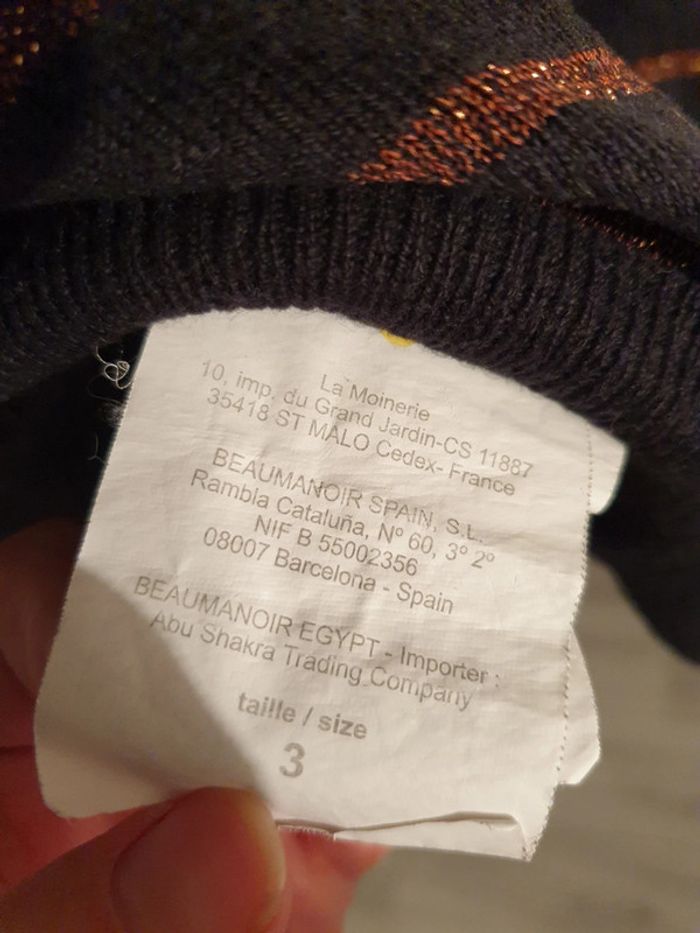 La Moinerie
10, imp. du Grand Jardin-CS 11887
35418 ST MALO Cedex- France
BEAUMANOIR SPAIN, S.L.
Rambla Cataluña, Nº 60, 3º 2º
NIF B 55002356
08007 Barcelona - Spain
BEAUMANOIR EGYPT - Importer :
Abu Shakra Trading Company
taille / size
3